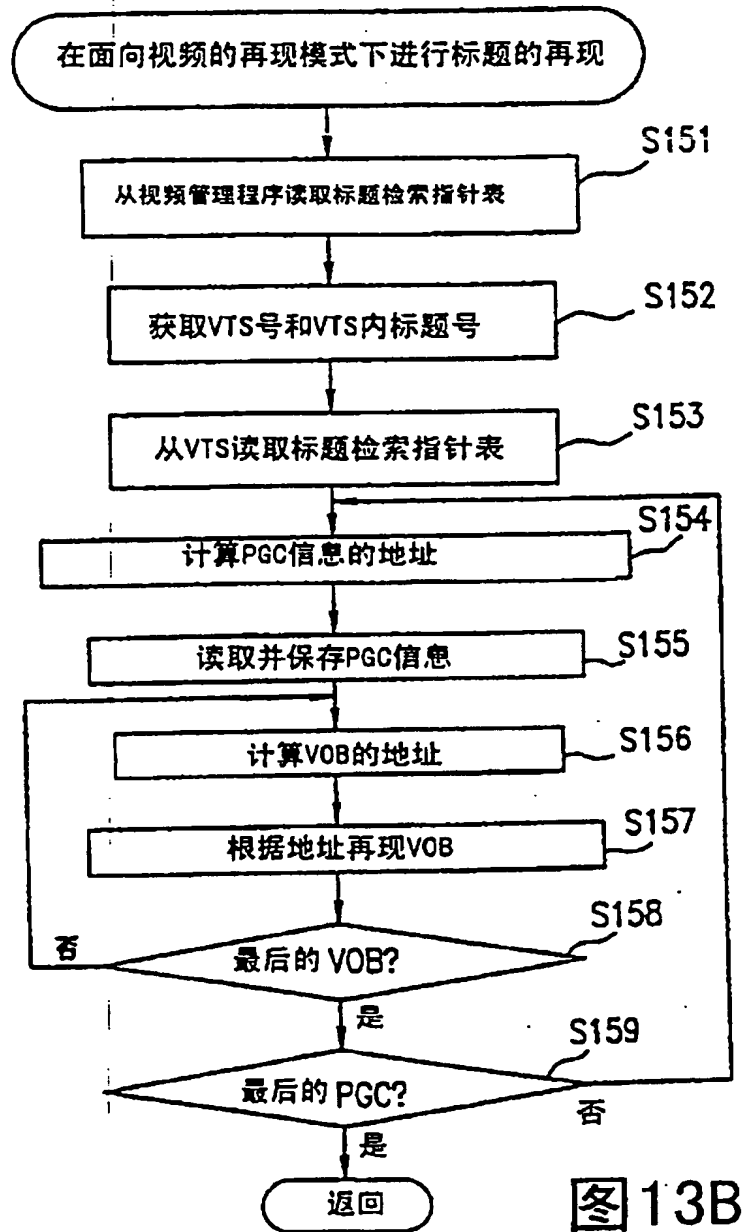 在面向视频的再现模式下进行标题的再现
S151
从视频管理程序读取标题检索指针表
S152
获取VTS号和VTS内标题号
S153
从VTS读取标题检索指针表
S154
计算PGC信息的地址
S155
读取并保存PGC信息
S156
计算VOB的地址
S157
根据地址再现VOB
S158
最后的VOB?
否
是
S159
最后的PGC?
否
是
返回
图13B